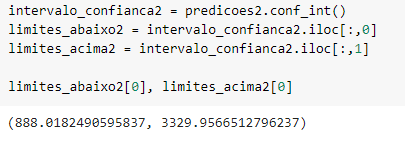 intervalo_confianca2 = predicoes2.conf_int()
limites_abaixo2 = intervalo_confianca2.iloc[:,0]
limites_acima2 = intervalo_confianca2.iloc[:,1]
limites_abaixo2[0], limites_acima2[0]
(888.0182490595837, 3329.9566512796237)